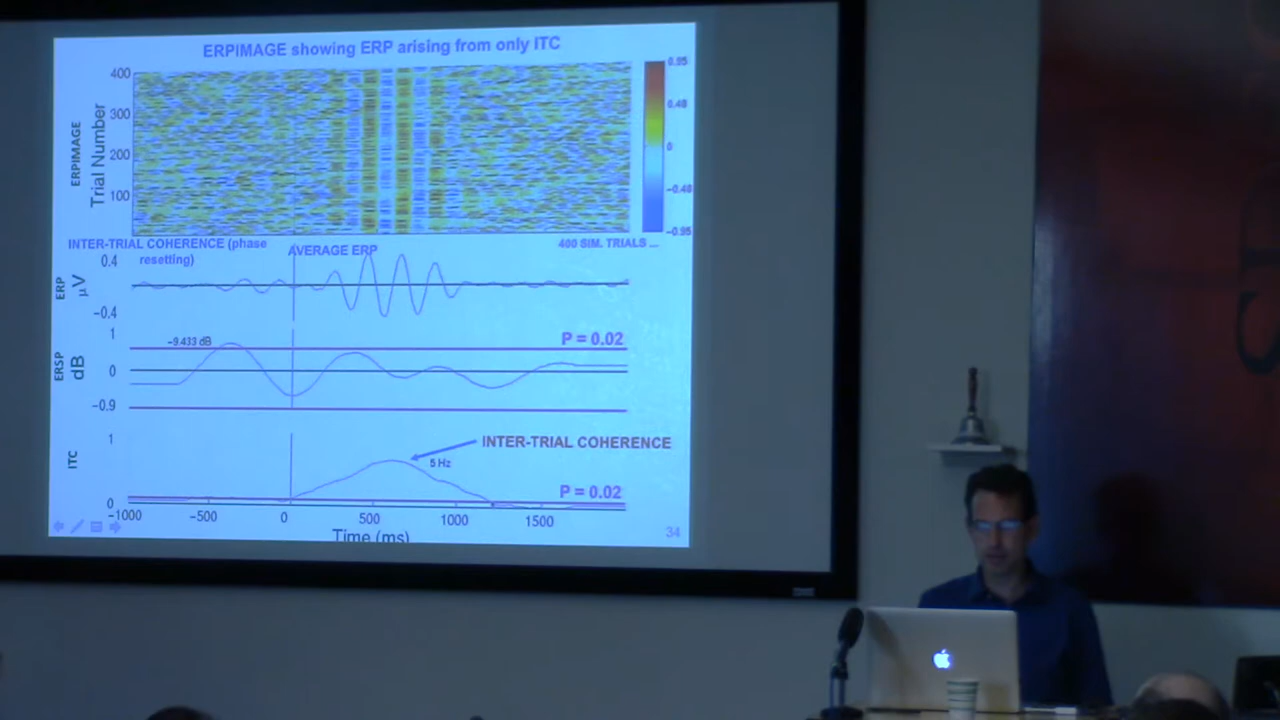 ERPIMAGE showing ERP arising from only ITC
ERPIMAGE
Trial Number
400
300
200
100
0.95
0.48
0
-0.48
-0.95
INTER-TRIAL COHERENCE (phase
resetting)
AVERAGE ERP
400 SIM. TRIALS ...
ERP
μV
0.4
-0.4
ERSP
dB
1
0
-0.9
-9.433 dB
P = 0.02
ITC
1
0
INTER-TRIAL COHERENCE
5 Hz
P = 0.02
-1000 -500 0 500 1000 1500
Time (ms)
34